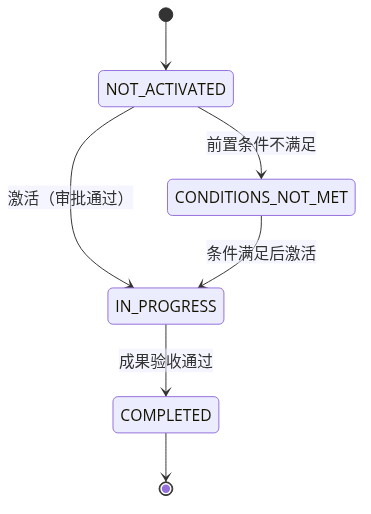 NOT_ACTIVATED
前置条件不满足
激活（审批通过）
CONDITIONS_NOT_MET
条件满足后激活
IN_PROGRESS
成果验收通过
COMPLETED